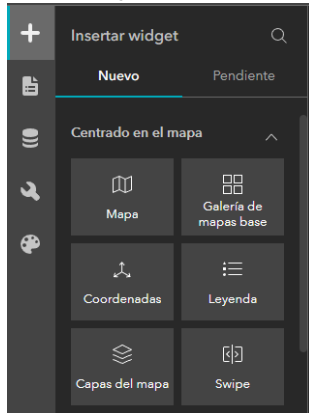 Insertar widget
Nuevo
Pendiente
Centrado en el mapa
Mapa
Galería de
mapas base
Coordenadas
Leyenda
Capas del mapa
Swipe